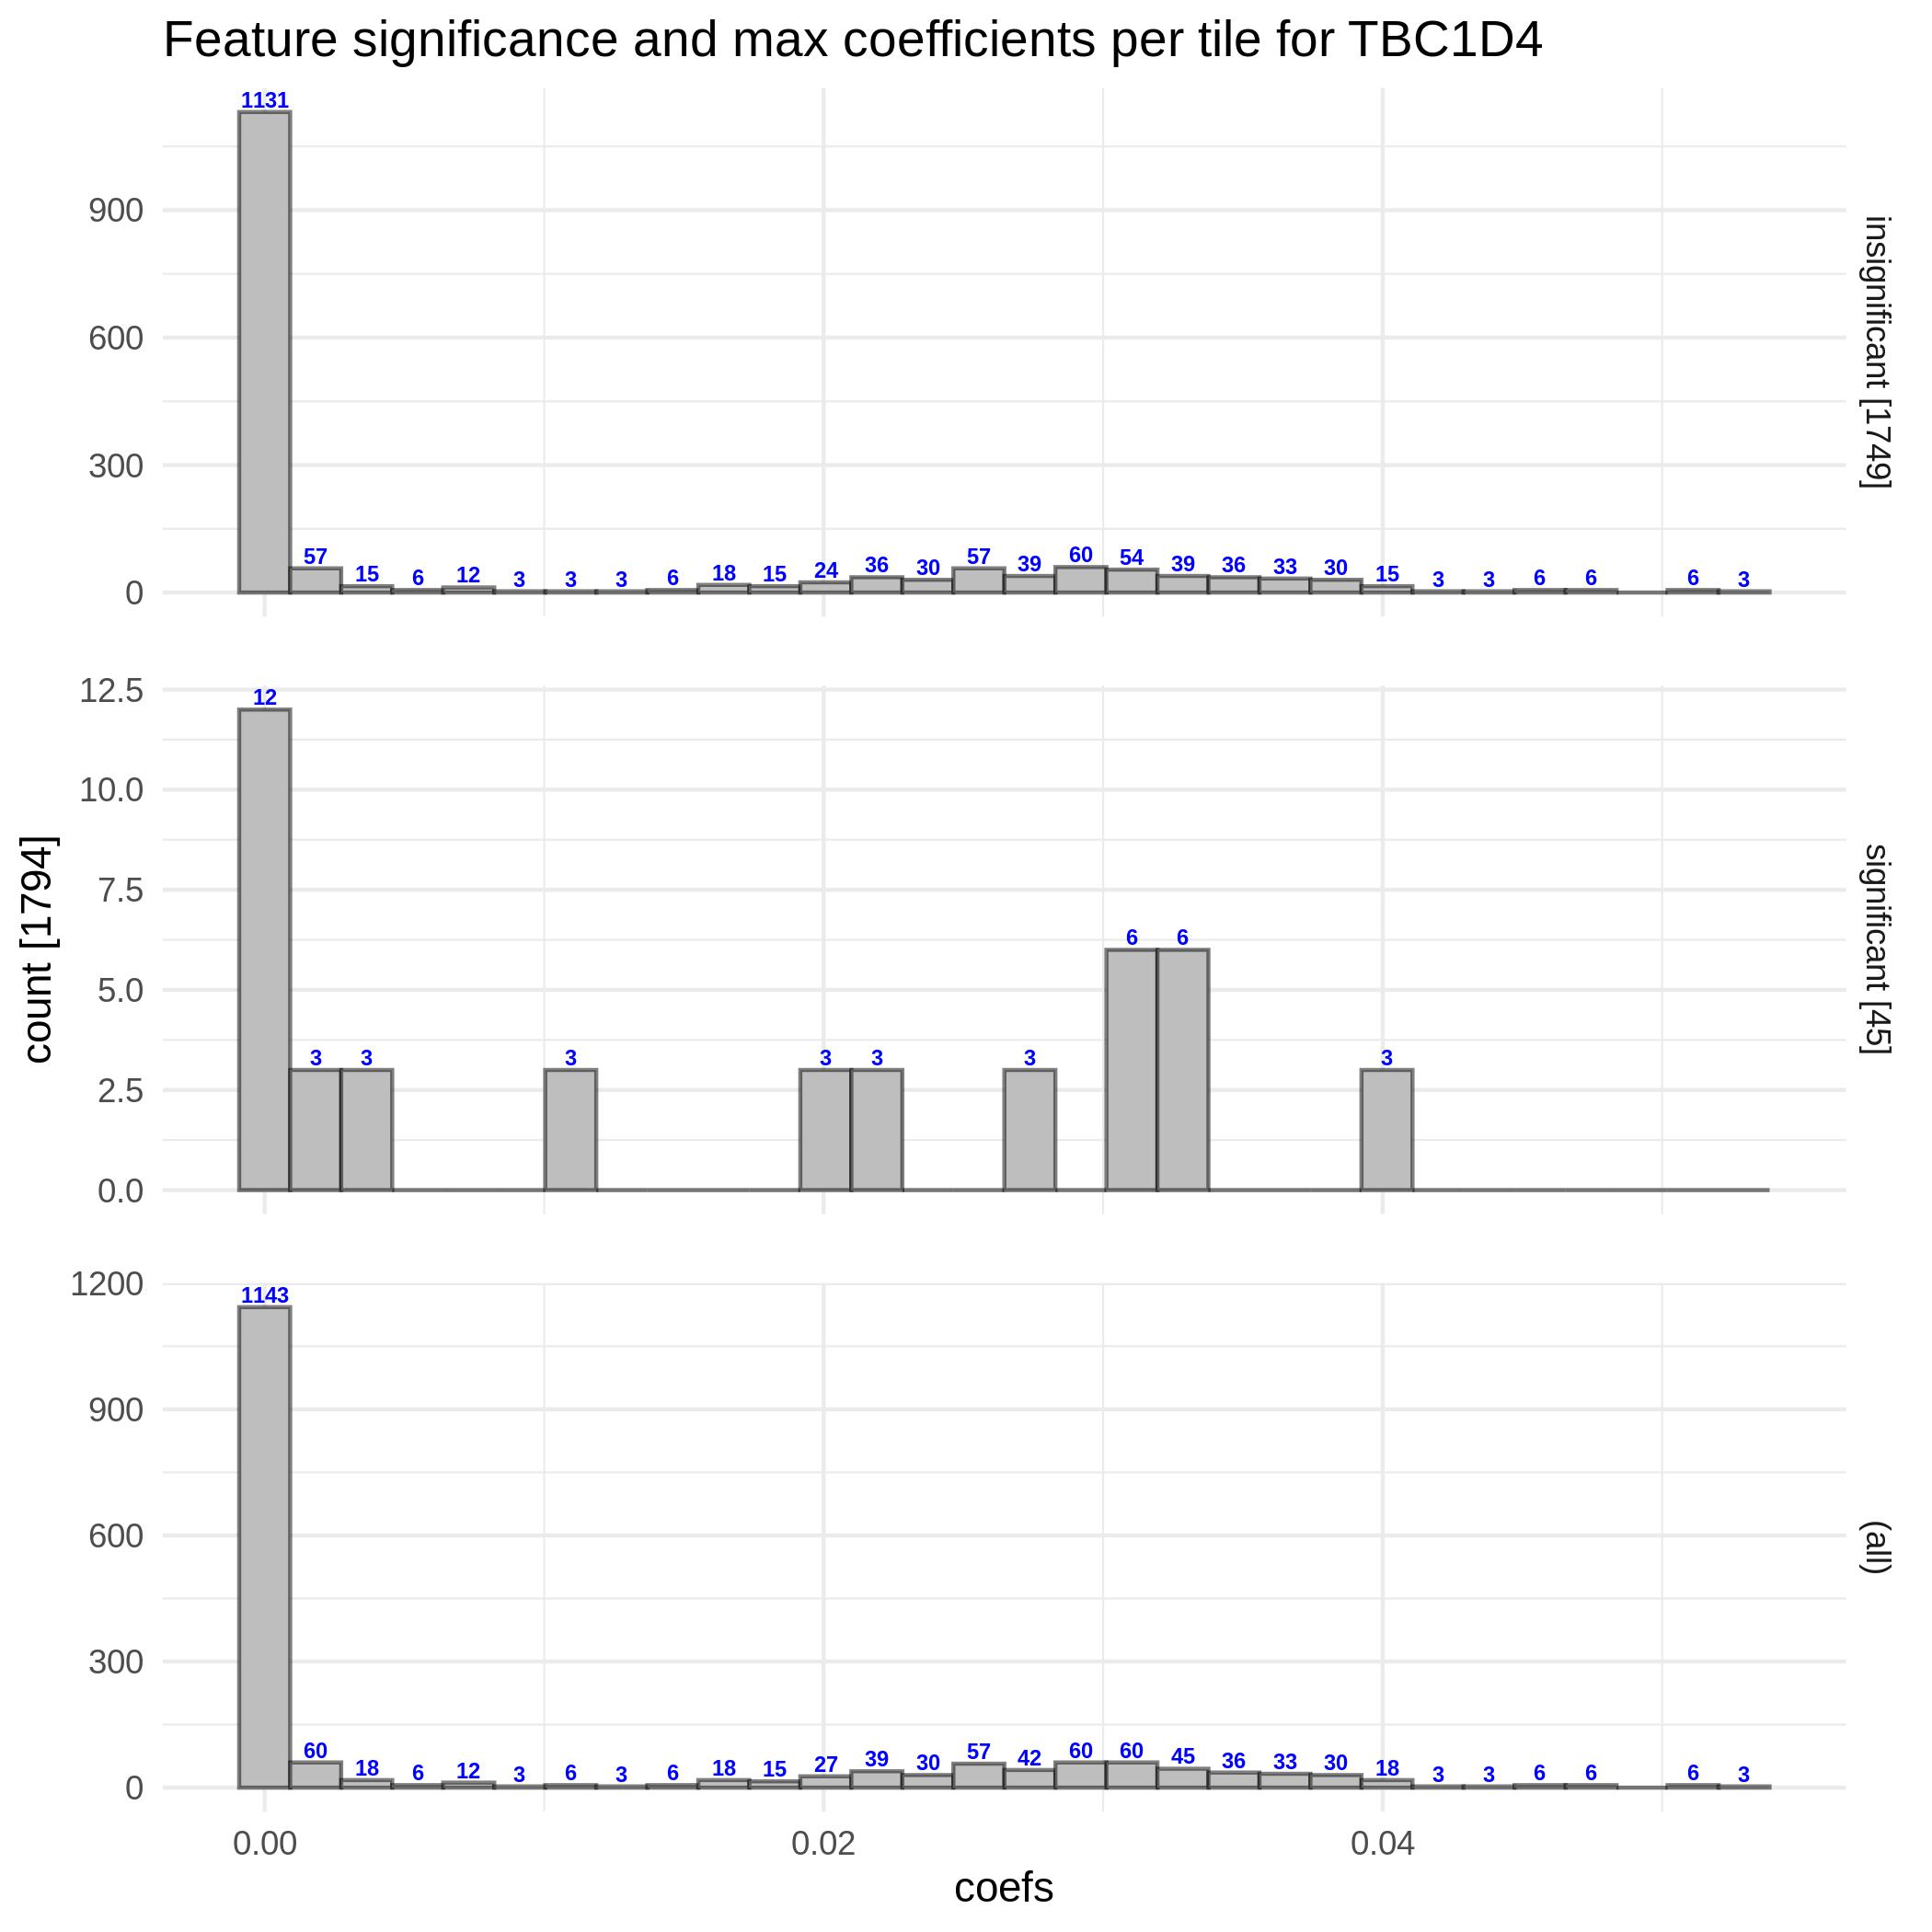 Feature significance and max coefficients per tile for TBC1D4
1131
57 15 6 12 3 3 3 6 18 15 24 36 30 57 39 60 54 39 36 33 30 15 3 3 6 6 6 3
900
600
300
0
insignificant [1749]
12
3 3 3 3 3 3 6 6 3
12.5
10.0
7.5
5.0
2.5
0.0
significant [45]
count [1794]
1143
60 18 6 12 3 6 3 6 18 15 27 39 30 57 42 60 60 45 36 33 30 18 3 3 6 6 6 3
1200
900
600
300
0
(all)
0.00 0.02 0.04
coefs